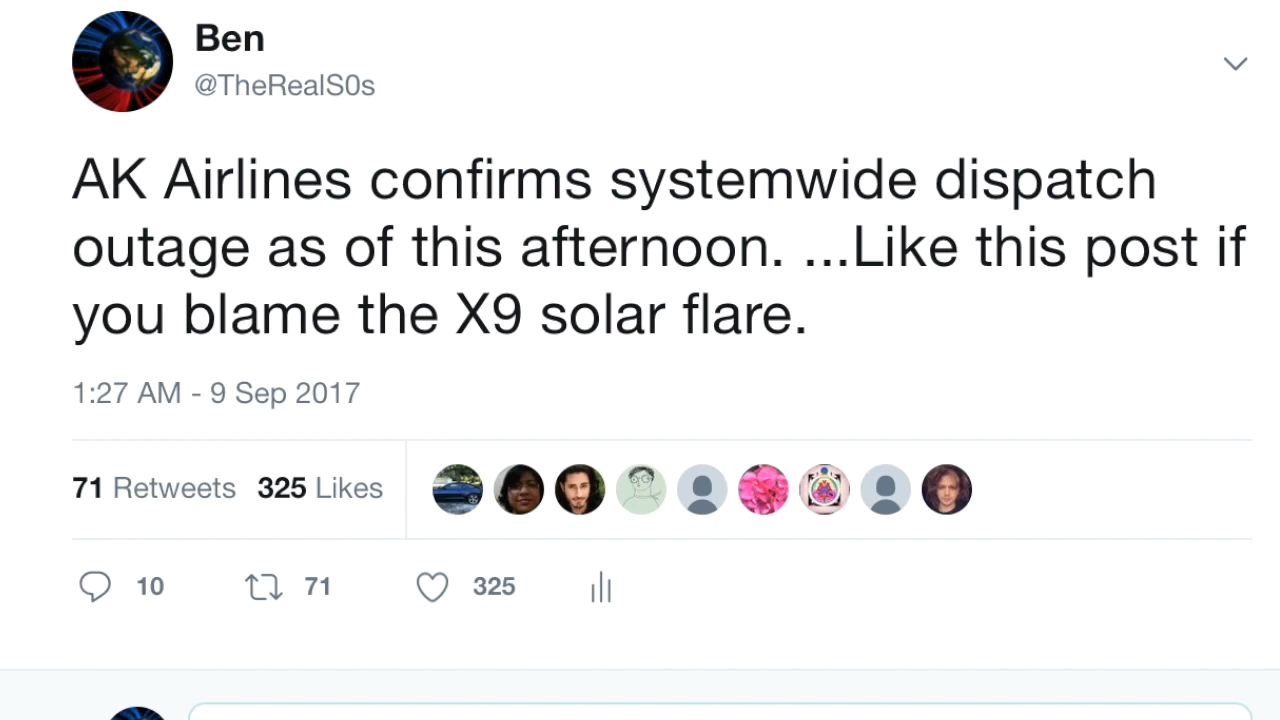 Ben
@TheRealS0s
AK Airlines confirms systemwide dispatch
outage as of this afternoon. ...Like this post if
you blame the X9 solar flare.
1:27 AM - 9 Sep 2017
71 Retweets 325 Likes
10 71 325